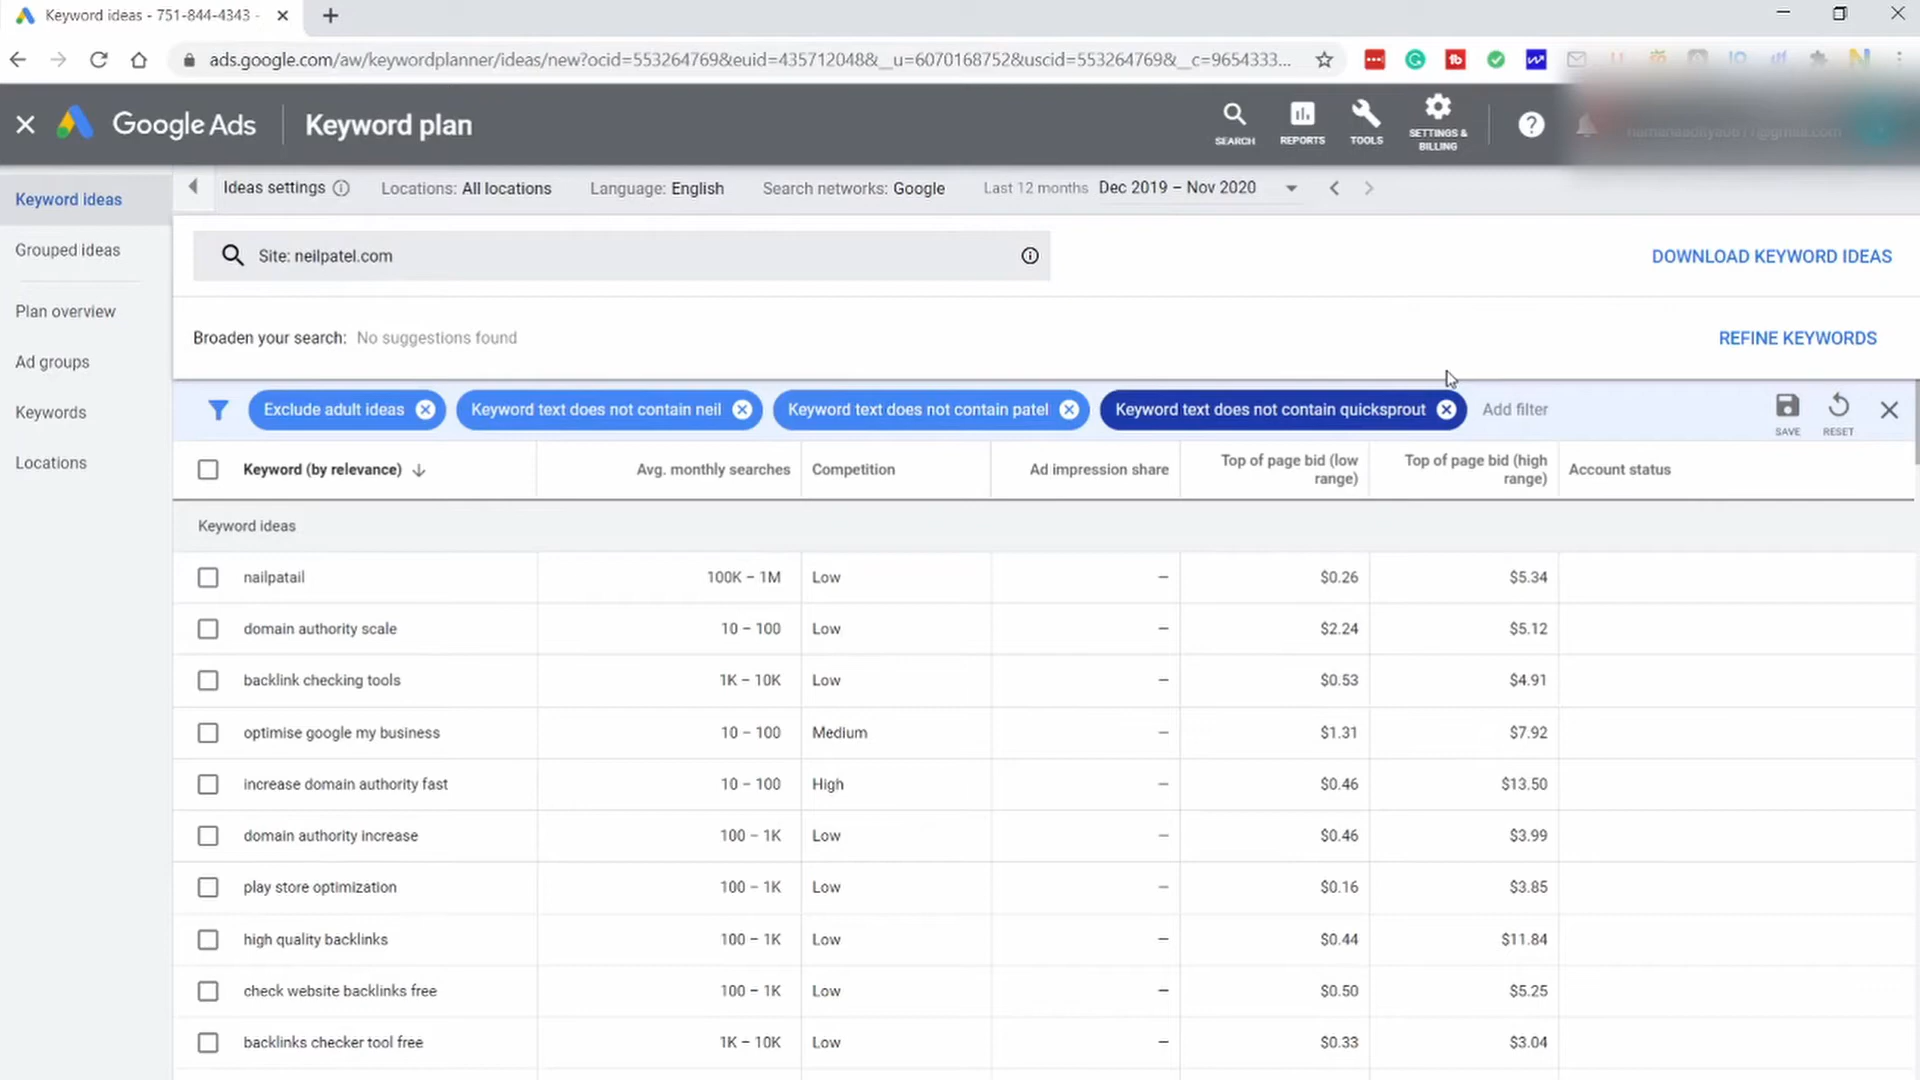 Keyword ideas - 751-844-4343 -
ads.google.com/aw/keywordplanner/ideas/new?ocid=553264769&euid=435712048&__u=6070168752&uscid=553264769&__c=9654333...
Google Ads Keyword plan
SEARCH REPORTS TOOLS SETTINGS & BILLING
Keyword ideas
Grouped ideas
Plan overview
Ad groups
Keywords
Locations
Ideas settings Locations: All locations Language: English Search networks: Google Last 12 months Dec 2019 – Nov 2020
Site: neilpatel.com DOWNLOAD KEYWORD IDEAS
Broaden your search: No suggestions found REFINE KEYWORDS
Exclude adult ideas Keyword text does not contain neil Keyword text does not contain patel Keyword text does not contain quicksprout Add filter SAVE RESET
Keyword (by relevance) Avg. monthly searches Competition Ad impression share Top of page bid (low range) Top of page bid (high range) Account status
Keyword ideas
nailpatail 100K – 1M Low – $0.26 $5.34
domain authority scale 10 – 100 Low – $2.24 $5.12
backlink checking tools 1K – 10K Low – $0.53 $4.91
optimise google my business 10 – 100 Medium – $1.31 $7.92
increase domain authority fast 10 – 100 High – $0.46 $13.50
domain authority increase 100 – 1K Low – $0.46 $3.99
play store optimization 100 – 1K Low – $0.16 $3.85
high quality backlinks 100 – 1K Low – $0.44 $11.84
check website backlinks free 100 – 1K Low – $0.50 $5.25
backlinks checker tool free 1K – 10K Low – $0.33 $3.04